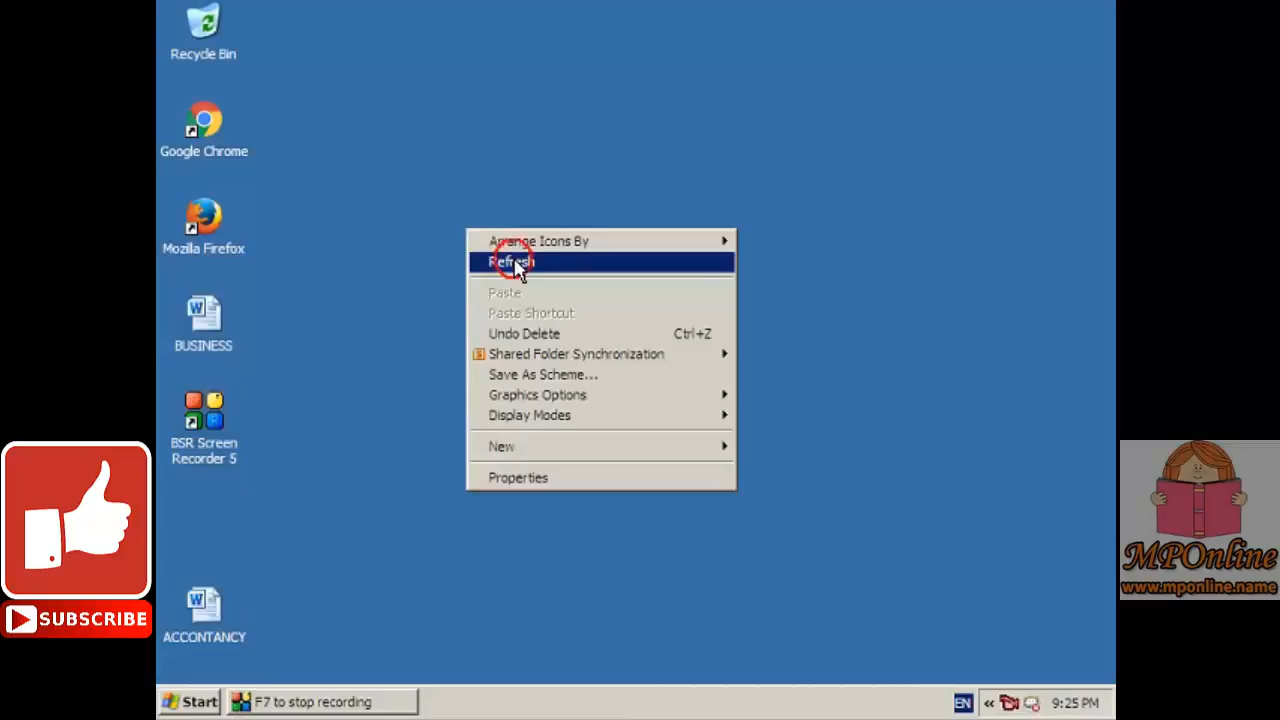 Recycle Bin
Google Chrome
Mozilla Firefox
BUSINESS
BSR Screen
Recorder 5
ACCONTANCY
Arrange Icons By
Refresh
Paste
Paste Shortcut
Undo Delete Ctrl+Z
Shared Folder Synchronization
Save As Scheme...
Graphics Options
Display Modes
New
Properties
SUBSCRIBE
MPOnline
www.mponline.name
Start
F7 to stop recording
EN
9:25 PM